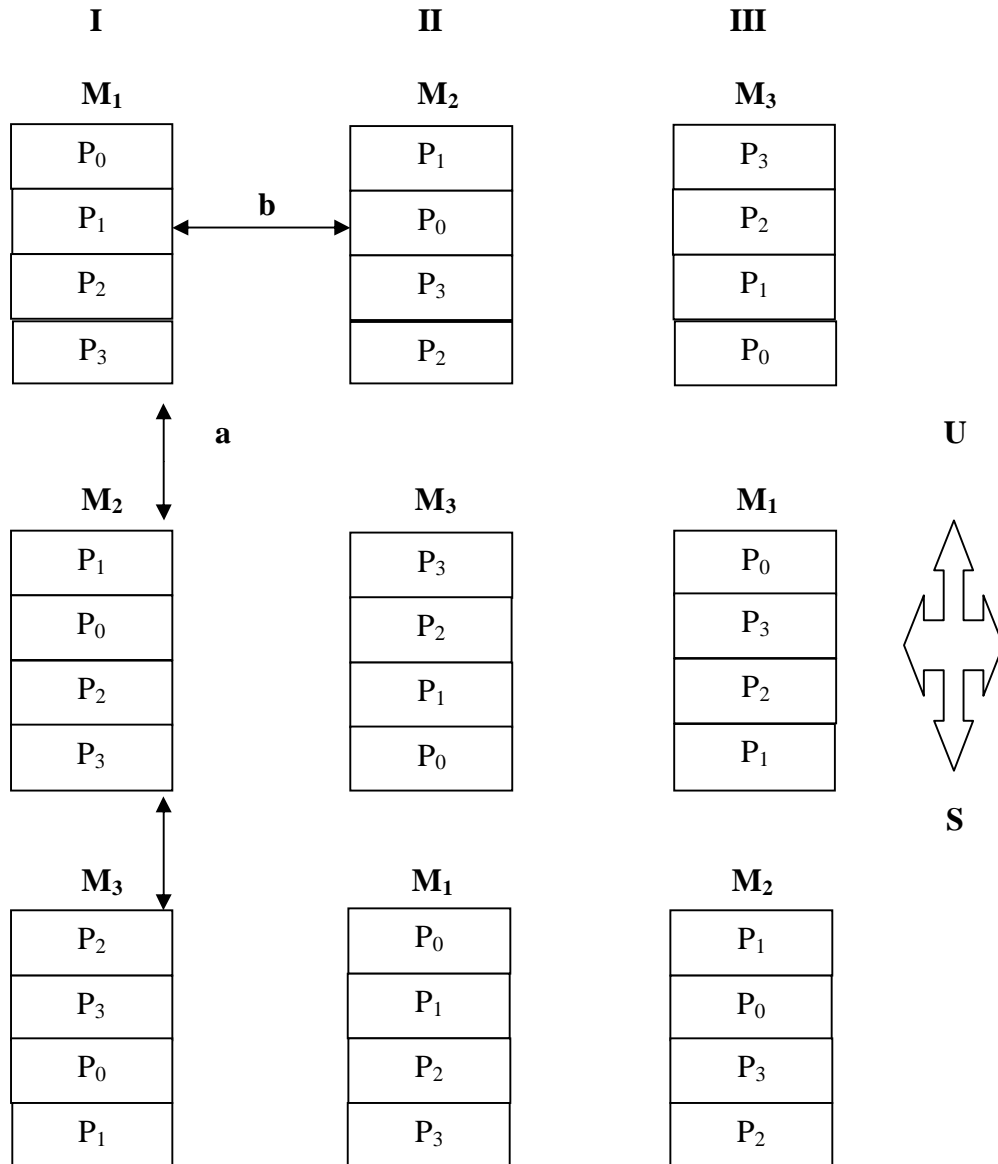 I II III
M₁ M₂ M₃
P₀ P₁ P₃
P₁ b P₀ P₂
P₂ P₃ P₁
P₃ P₂ P₀
a U
M₂ M₃ M₁
P₁ P₃ P₀
P₀ P₂ P₃
P₂ P₁ P₂
P₃ P₀ P₁
S
M₃ M₁ M₂
P₂ P₀ P₁
P₃ P₁ P₀
P₀ P₂ P₃
P₁ P₃ P₂